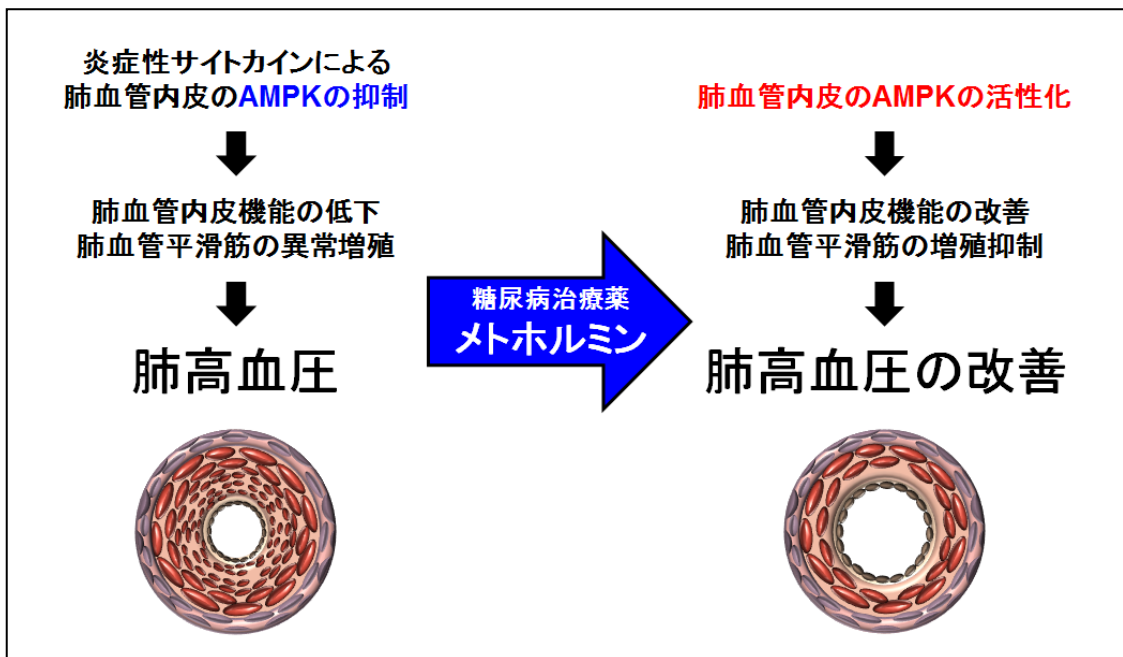 炎症性サイトカインによる
肺血管内皮のAMPKの抑制
肺血管内皮機能の低下
肺血管平滑筋の異常増殖
肺高血圧
糖尿病治療薬
メトホルミン
肺血管内皮のAMPKの活性化
肺血管内皮機能の改善
肺血管平滑筋の増殖抑制
肺高血圧の改善